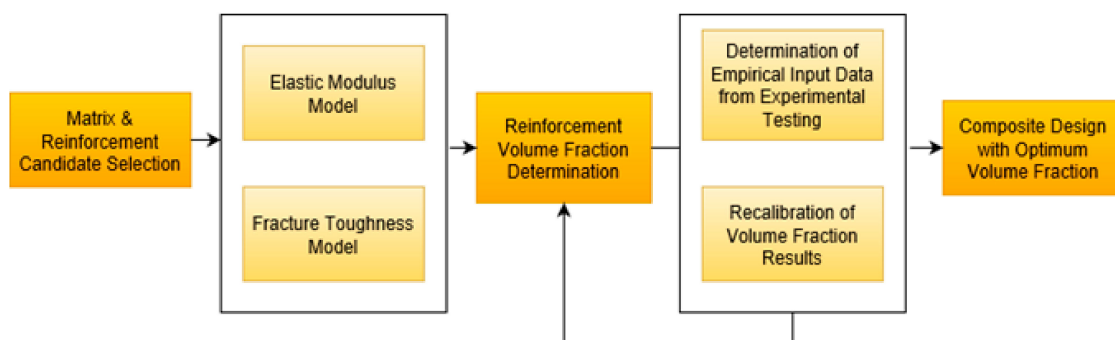 Matrix &
Reinforcement
Candidate Selection
Elastic Modulus
Model
Fracture Toughness
Model
Reinforcement
Volume Fraction
Determination
Determination of
Empirical Input Data
from Experimental
Testing
Recalibration of
Volume Fraction
Results
Composite Design
with Optimum
Volume Fraction